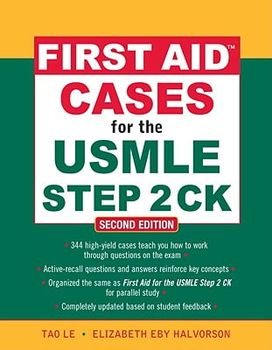 FIRST AID™
CASES
for the
USMLE
STEP 2 CK
SECOND EDITION
• 344 high-yield cases teach you how to work
through questions on the exam •
• Active-recall questions and answers reinforce key concepts •
• Organized the same as First Aid for the USMLE Step 2 CK
for parallel study •
• Completely updated based on student feedback •
TAO LE • ELIZABETH EBY HALVORSON